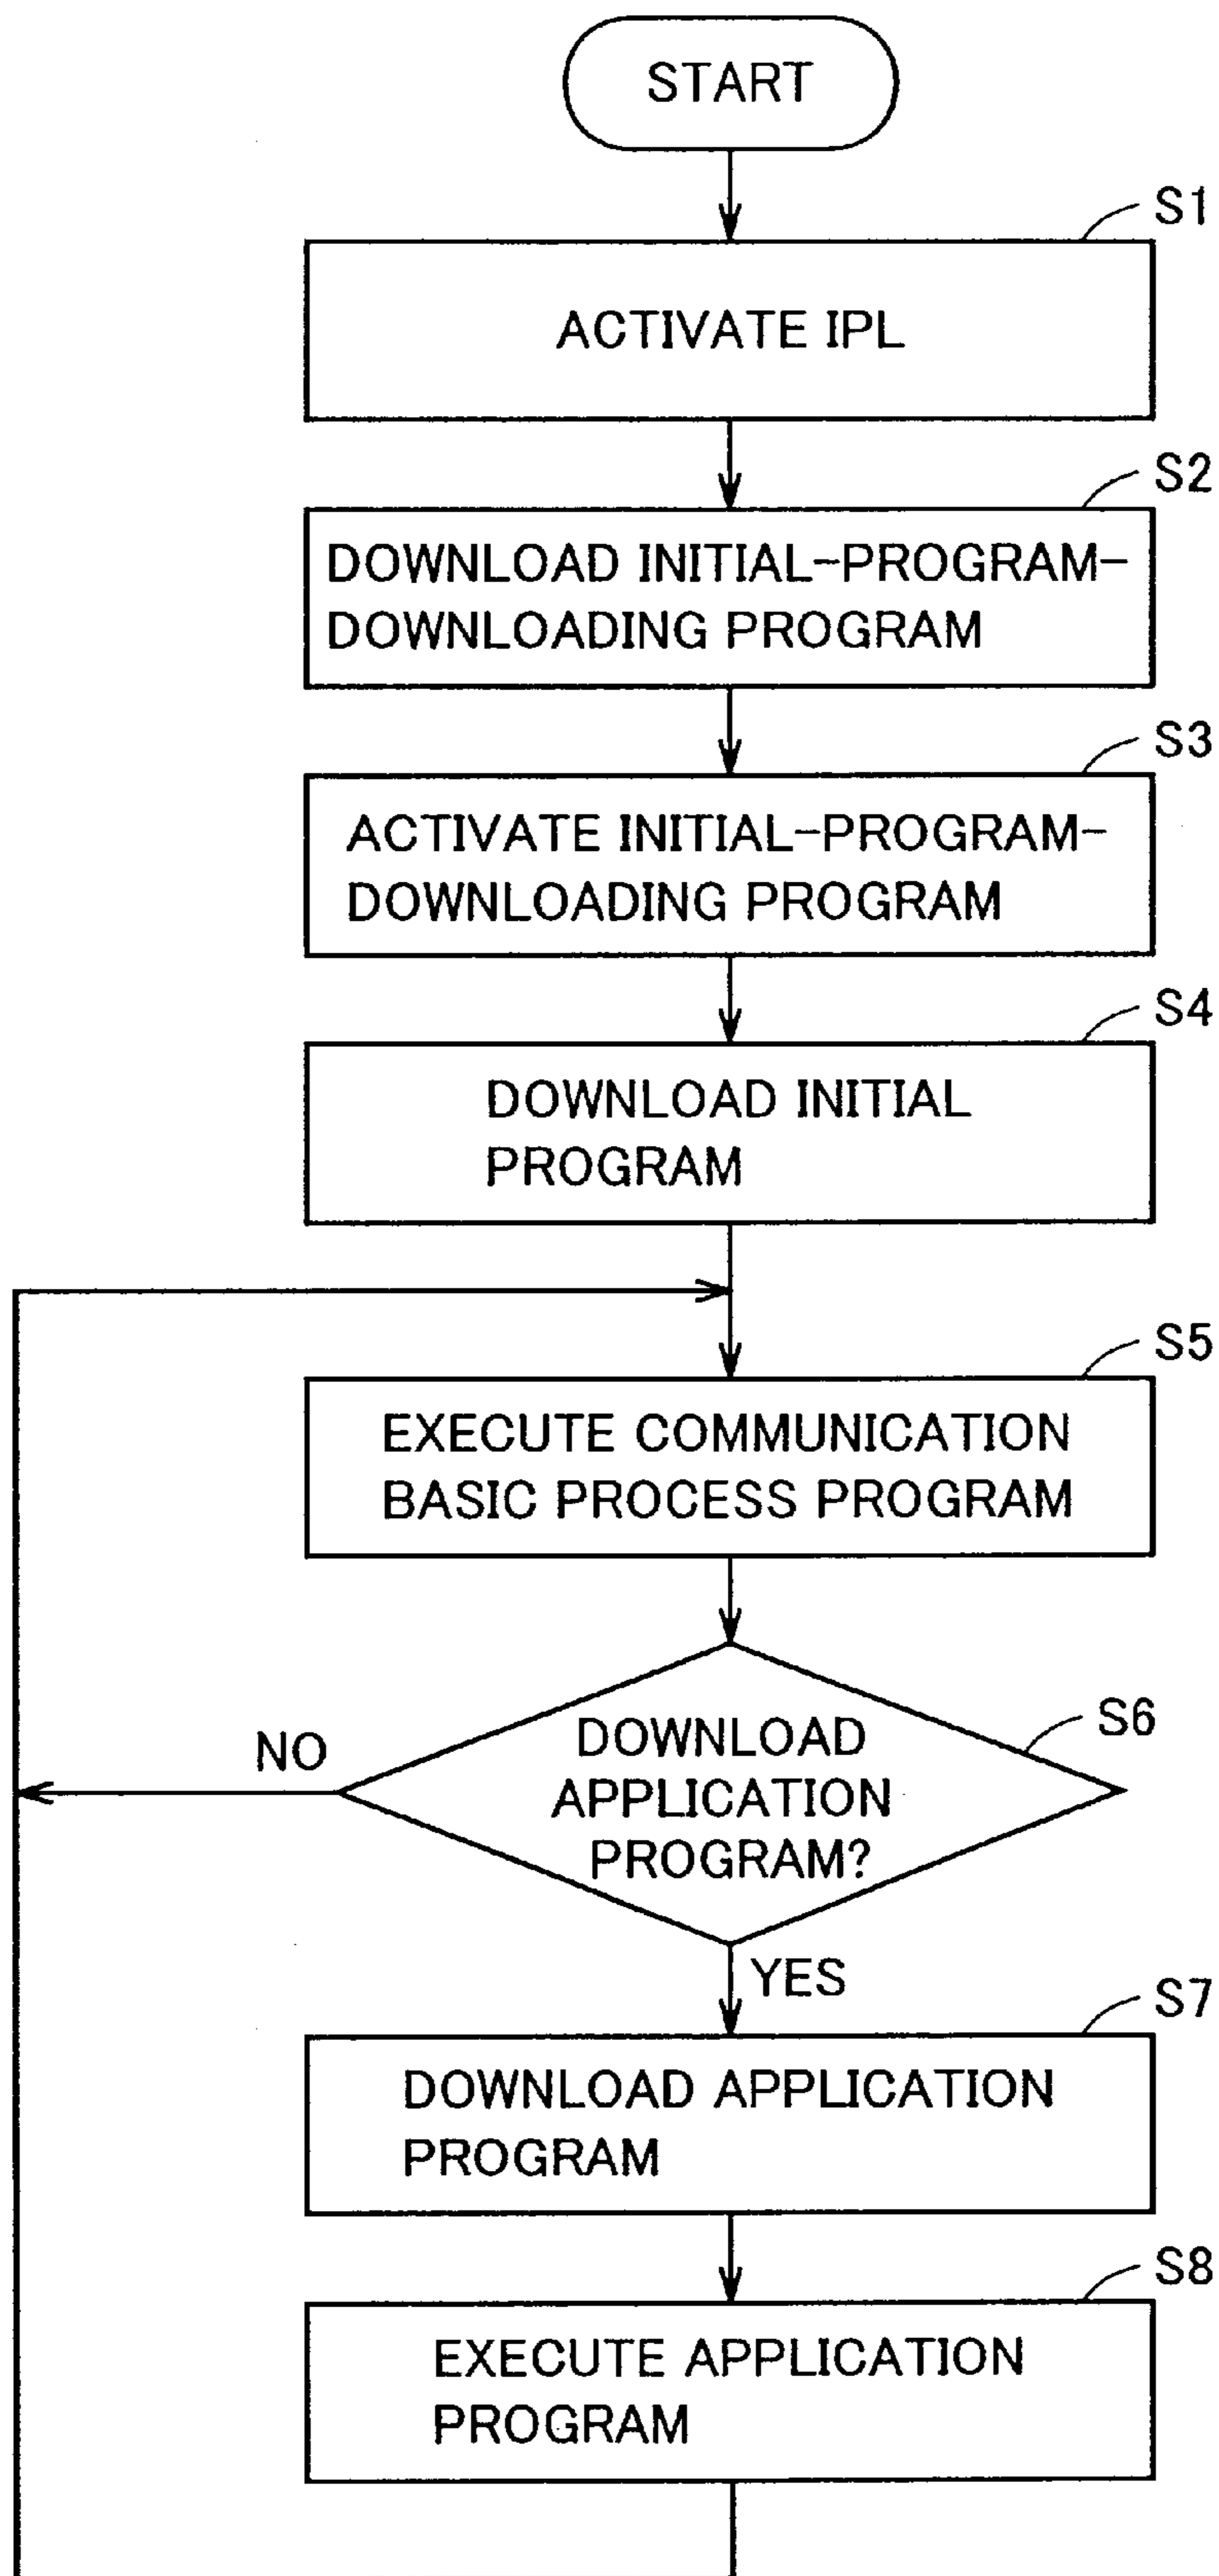 START
S1
ACTIVATE IPL
S2
DOWNLOAD INITIAL-PROGRAM-
DOWNLOADING PROGRAM
S3
ACTIVATE INITIAL-PROGRAM-
DOWNLOADING PROGRAM
S4
DOWNLOAD INITIAL
PROGRAM
S5
EXECUTE COMMUNICATION
BASIC PROCESS PROGRAM
S6
NO
DOWNLOAD
APPLICATION
PROGRAM?
YES
S7
DOWNLOAD APPLICATION
PROGRAM
S8
EXECUTE APPLICATION
PROGRAM